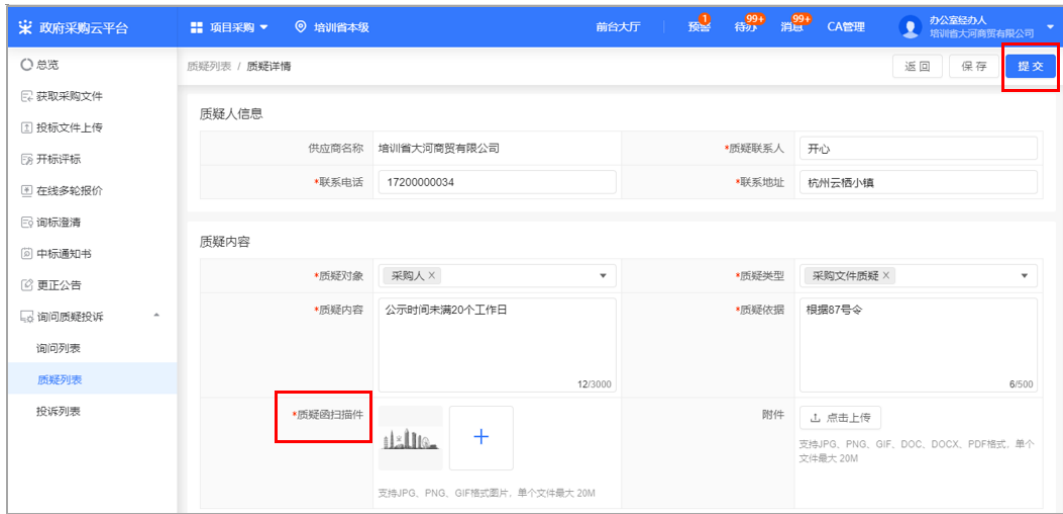 政府采购云平台 项目采购 培训省本级 前台大厅 预警 1 待办 99+ 消息 99+ CA管理 办公室经办人
培训省大河商贸有限公司
总览 质疑列表 / 质疑详情 返回 保存 提交
获取采购文件
质疑人信息
投标文件上传
供应商名称 培训省大河商贸有限公司 *质疑联系人 开心
开标评标
*联系电话 17200000034 *联系地址 杭州云栖小镇
在线多轮报价
询标澄清
质疑内容
中标通知书
*质疑对象 采购人 × *质疑类型 采购文件质疑 ×
更正公告
*质疑内容 公示时间未满20个工作日 *质疑依据 根据87号令
询问质疑投诉
询问列表
质疑列表 12/3000 6/500
投诉列表
*质疑函扫描件 附件 点击上传
支持JPG、PNG、GIF、DOC、DOCX、PDF格式，单个
文件最大 20M
支持JPG、PNG、GIF格式图片，单个文件最大 20M